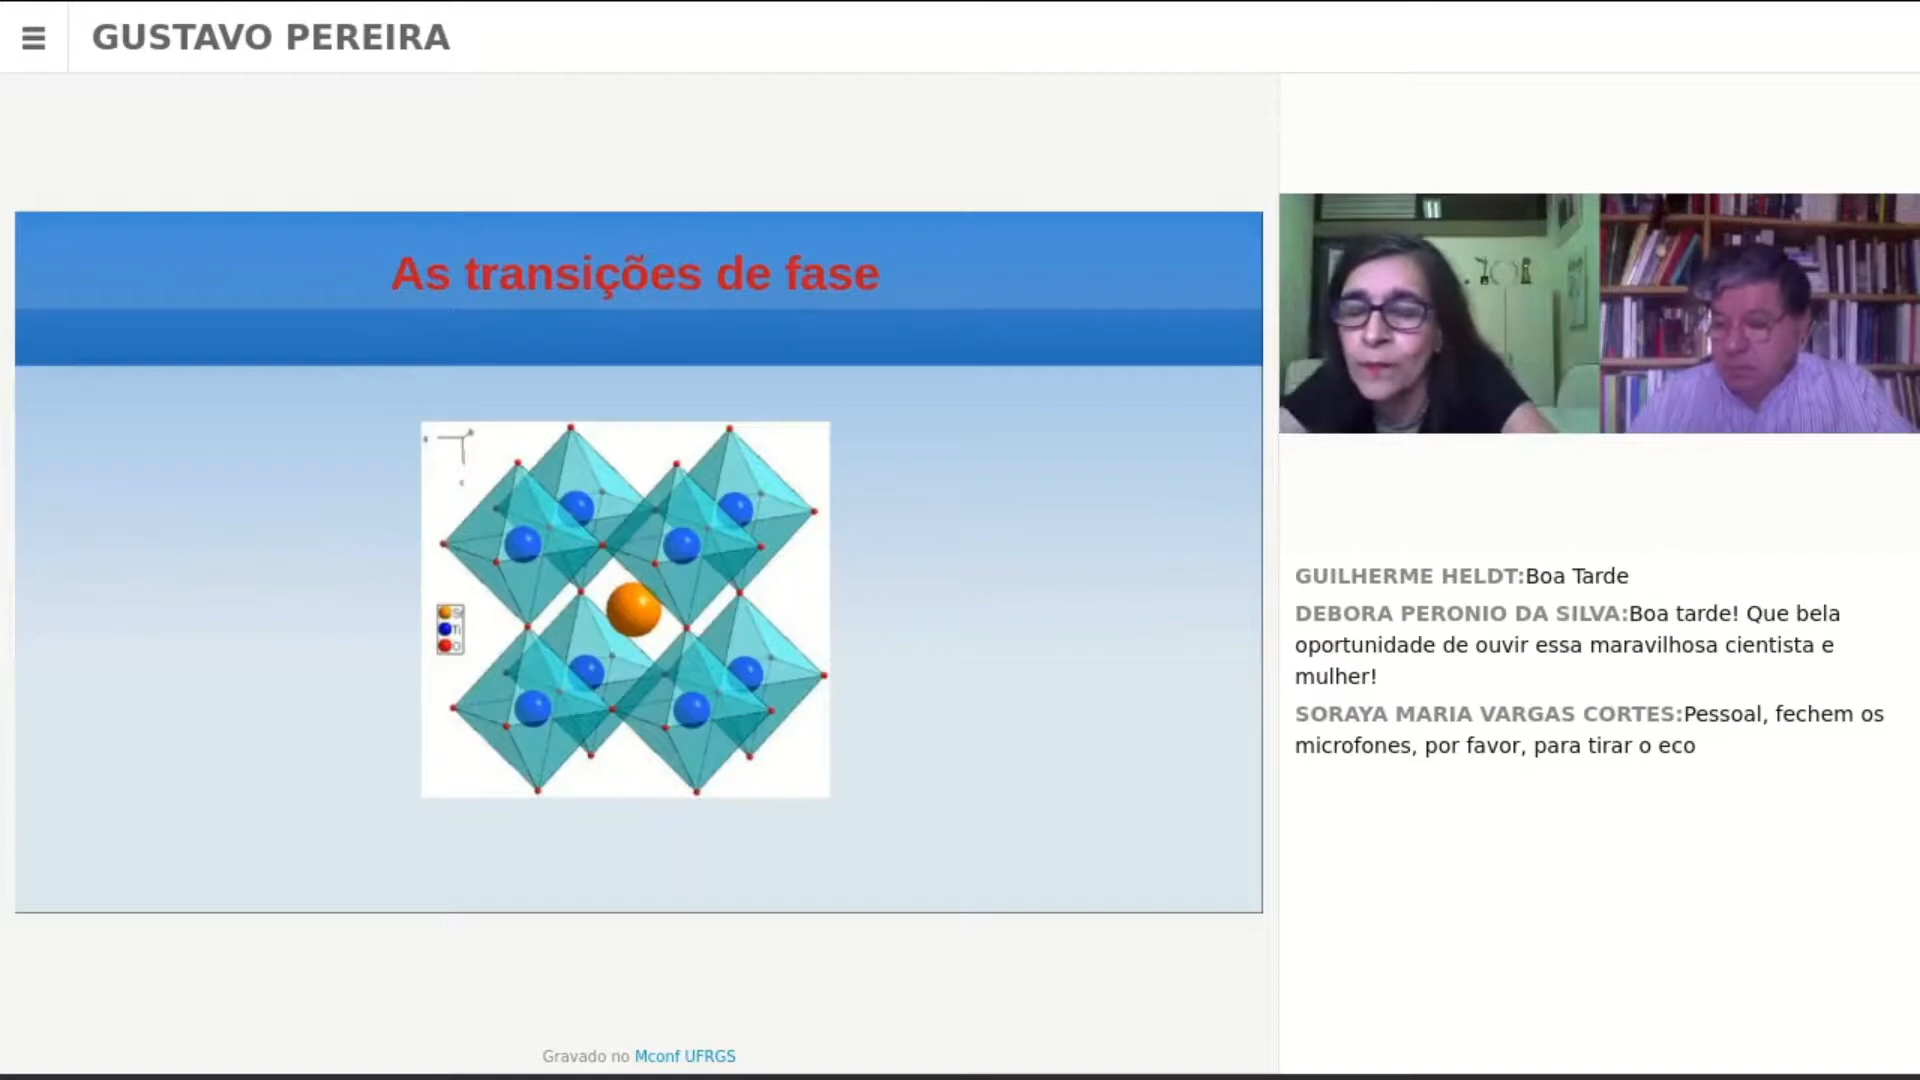 GUSTAVO PEREIRA
As transições de fase
GUILHERME HELDT:Boa Tarde
DEBORA PERONIO DA SILVA:Boa tarde! Que bela
oportunidade de ouvir essa maravilhosa cientista e
mulher!
SORAYA MARIA VARGAS CORTES:Pessoal, fechem os
microfones, por favor, para tirar o eco
Gravado no Mconf UFRGS